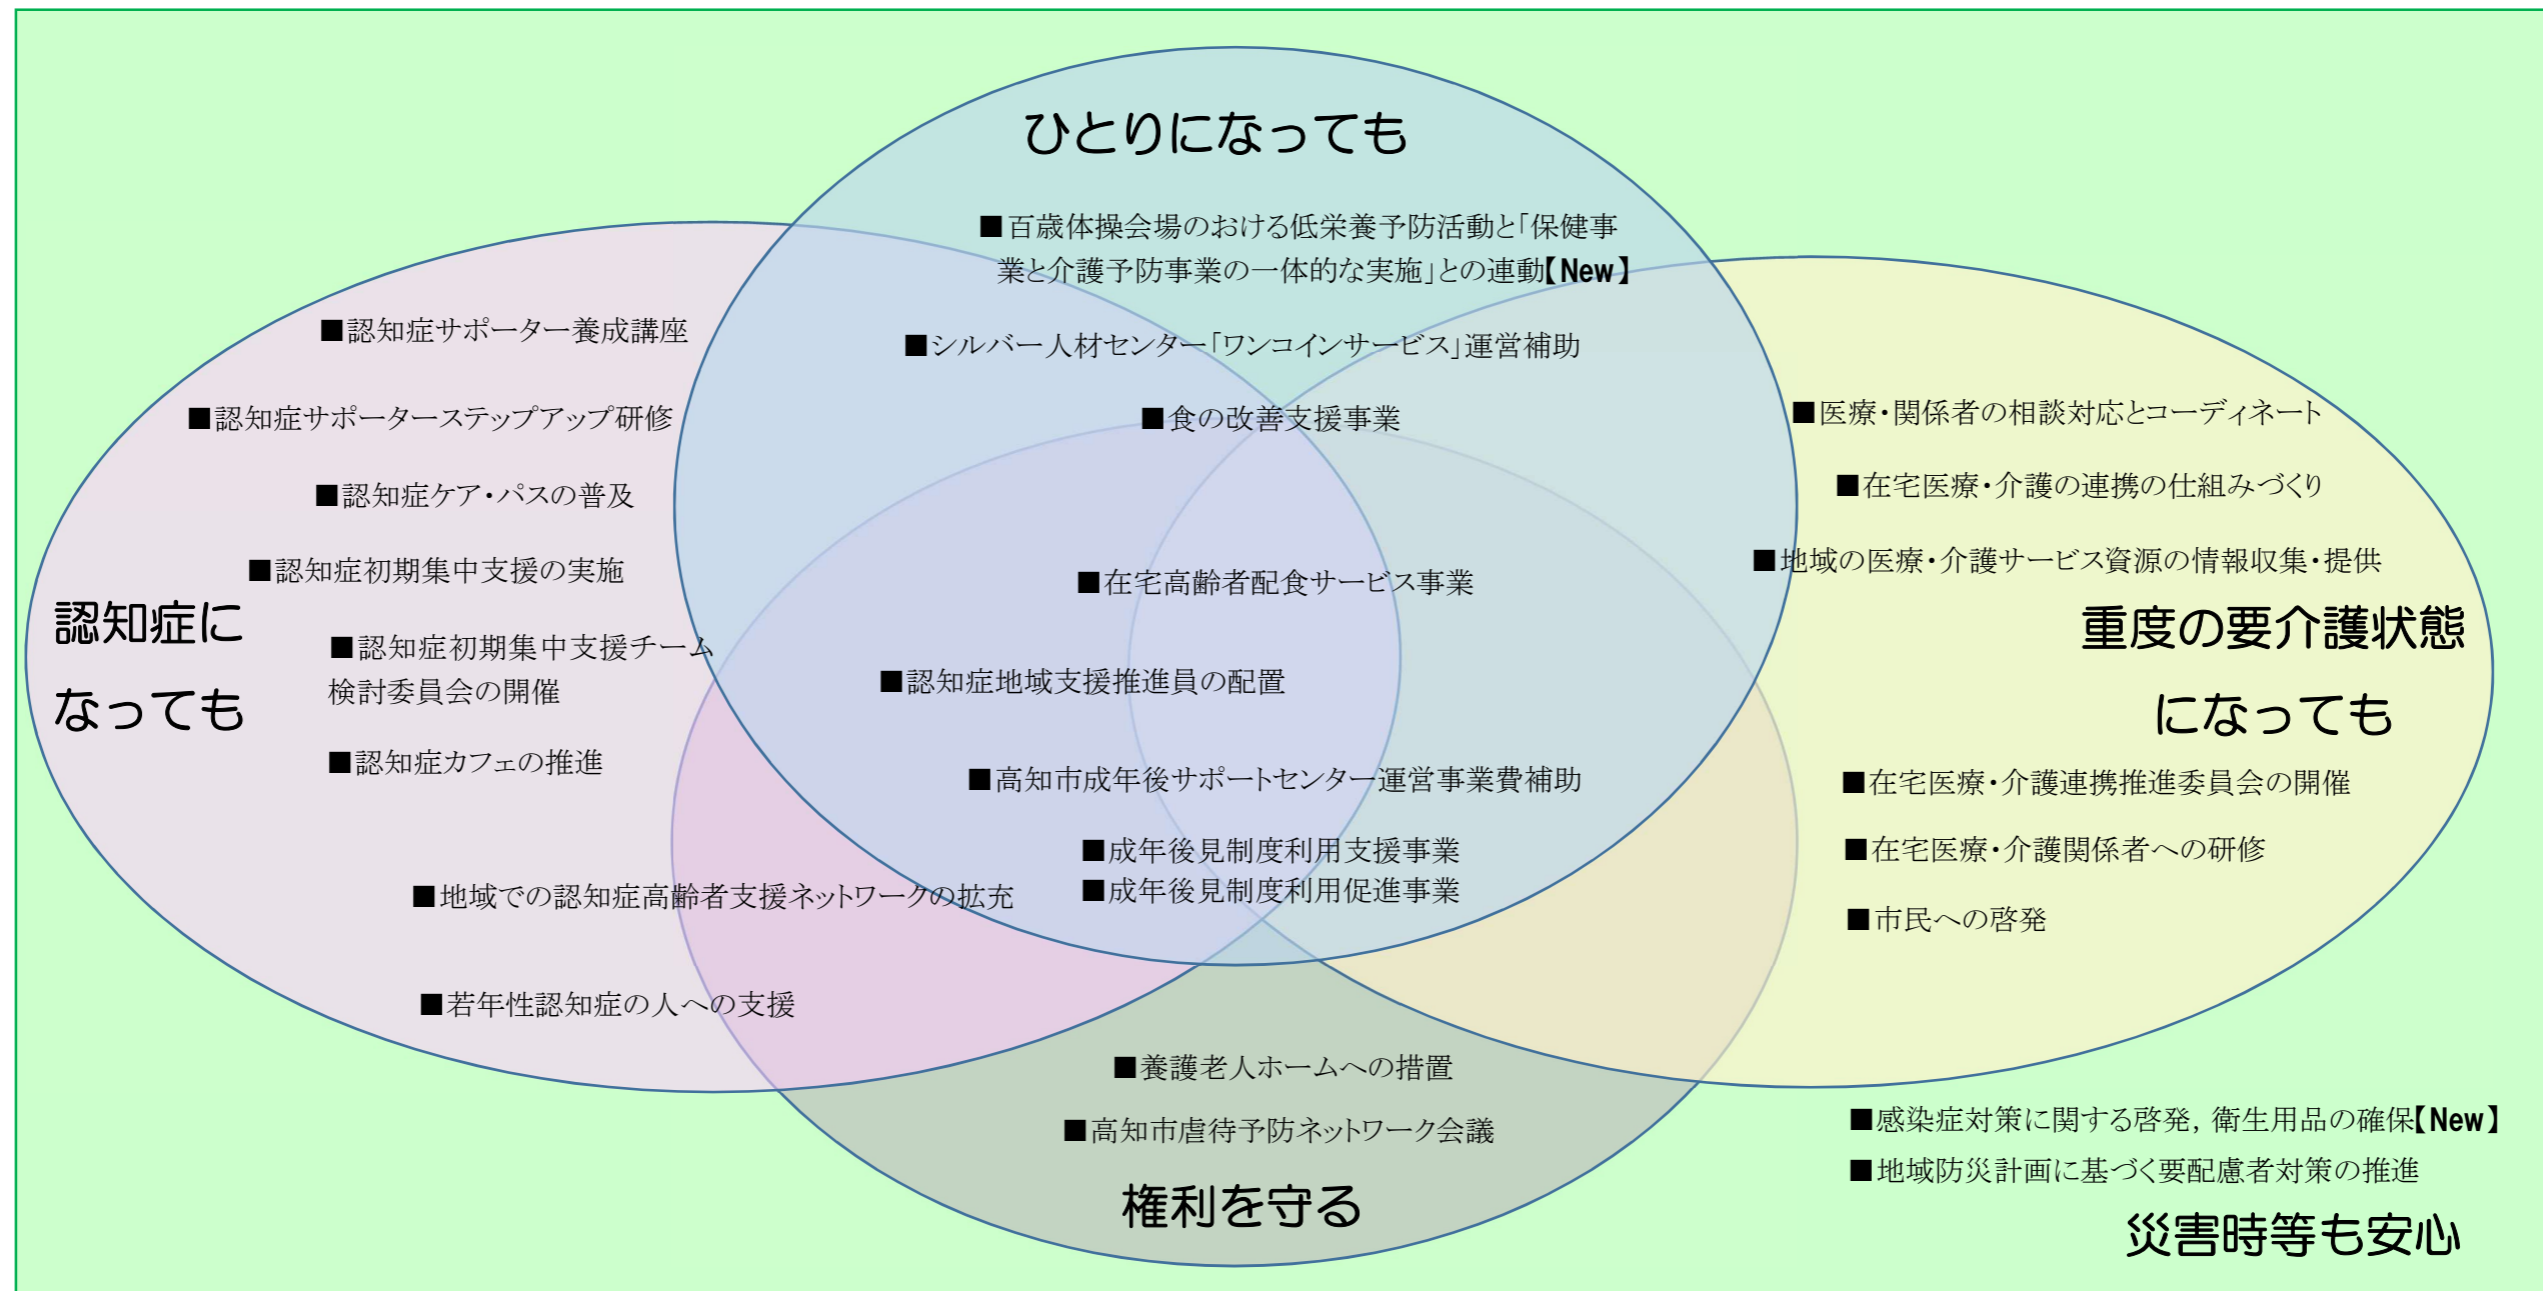 ひとりになっても
■百歳体操会場のおける低栄養予防活動と「保健事
業と介護予防事業の一体的な実施」との連動【New】
■シルバー人材センター「ワンコインサービス」運営補助
■食の改善支援事業
■認知症サポーター養成講座
■認知症サポーターステップアップ研修
■認知症ケア・パスの普及
■認知症初期集中支援の実施
認知症に
なっても
■認知症初期集中支援チーム
検討委員会の開催
■認知症カフェの推進
■地域での認知症高齢者支援ネットワークの拡充
■若年性認知症の人への支援
■在宅高齢者配食サービス事業
■認知症地域支援推進員の配置
■高知市成年後サポートセンター運営事業費補助
■成年後見制度利用支援事業
■成年後見制度利用促進事業
■医療・関係者の相談対応とコーディネート
■在宅医療・介護の連携の仕組みづくり
■地域の医療・介護サービス資源の情報収集・提供
重度の要介護状態
になっても
■在宅医療・介護連携推進委員会の開催
■在宅医療・介護関係者への研修
■市民への啓発
■養護老人ホームへの措置
■高知市虐待予防ネットワーク会議
権利を守る
■感染症対策に関する啓発，衛生用品の確保【New】
■地域防災計画に基づく要配慮者対策の推進
災害時等も安心